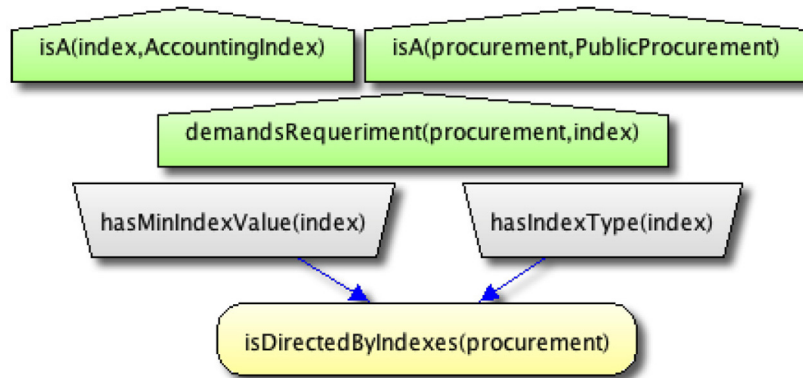 isA(index,AccountingIndex)
isA(procurement,PublicProcurement)
demandsRequeriment(procurement,index)
hasMinIndexValue(index)
hasIndexType(index)
isDirectedByIndexes(procurement)